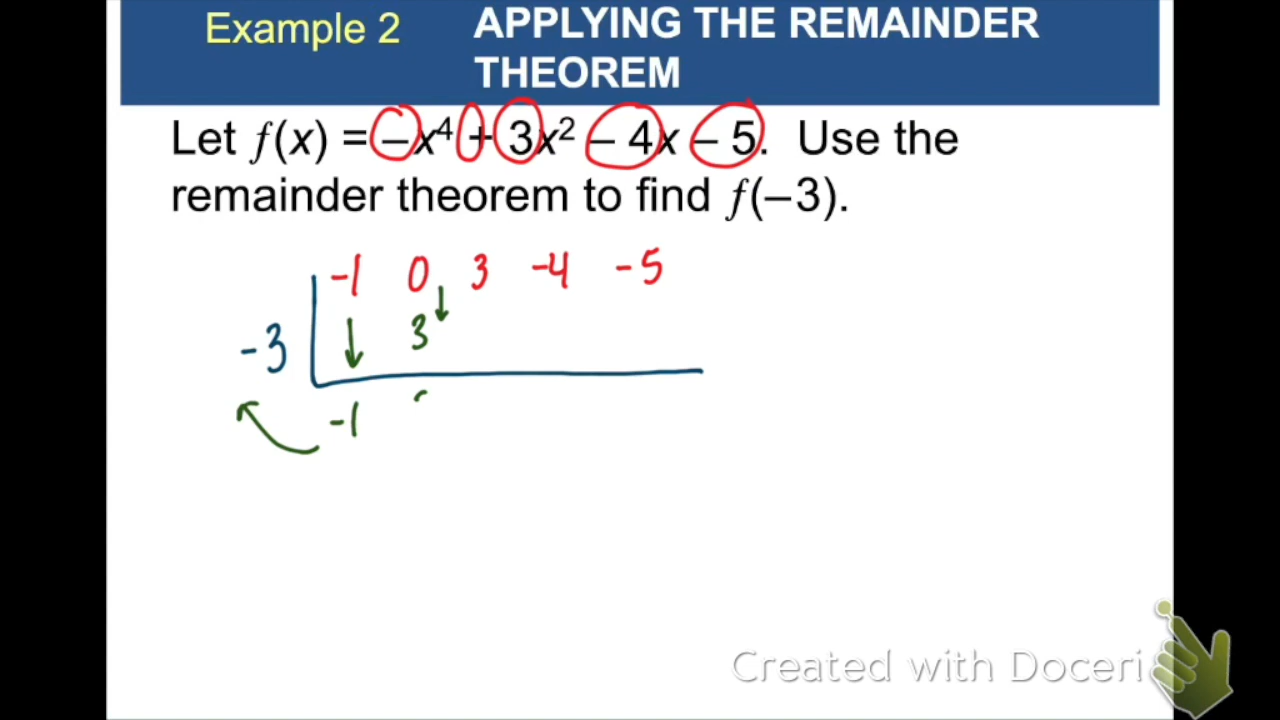 Example 2 APPLYING THE REMAINDER
THEOREM
Let f(x) = –x⁴ + 3x² – 4x – 5. Use the
remainder theorem to find f(–3).
-1 0 3 -4 -5
-3 3
-1
Created with Doceri